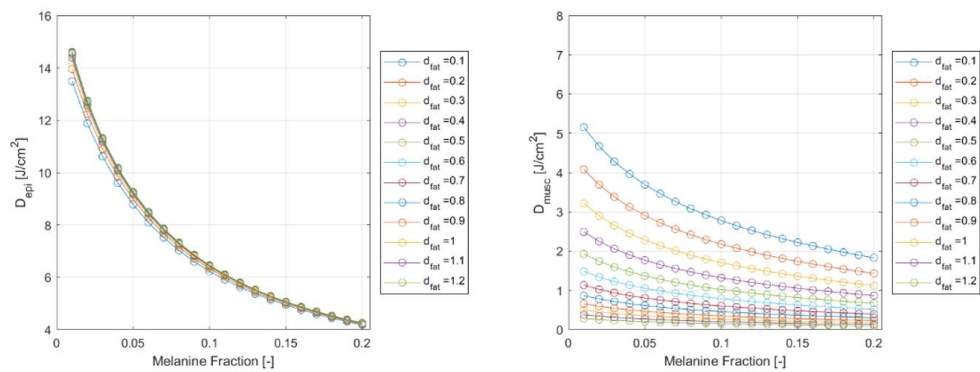 16
14
12
10
8
6
4
D_epi [J/cm²]
0
0.05
0.1
0.15
0.2
Melanine Fraction [-]
d_fat =0.1
d_fat =0.2
d_fat =0.3
d_fat =0.4
d_fat =0.5
d_fat =0.6
d_fat =0.7
d_fat =0.8
d_fat =0.9
d_fat =1
d_fat =1.1
d_fat =1.2
8
7
6
5
4
3
2
1
0
D_musc [J/cm²]
0
0.05
0.1
0.15
0.2
Melanine Fraction [-]
d_fat =0.1
d_fat =0.2
d_fat =0.3
d_fat =0.4
d_fat =0.5
d_fat =0.6
d_fat =0.7
d_fat =0.8
d_fat =0.9
d_fat =1
d_fat =1.1
d_fat =1.2